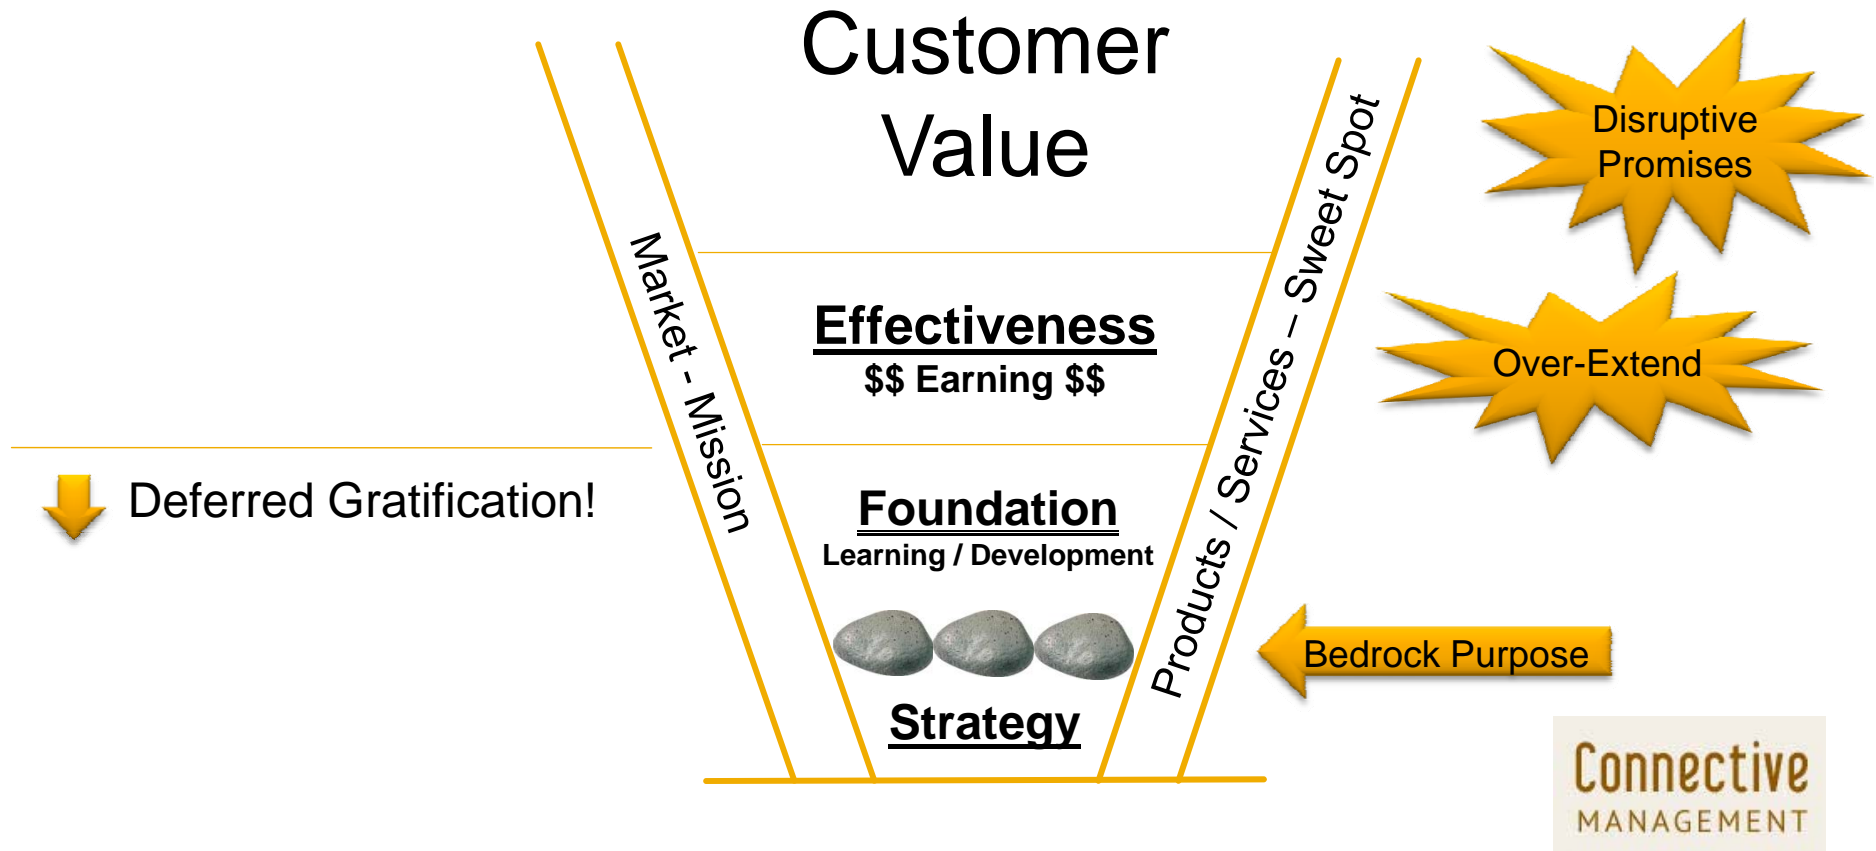 Customer
Value
Disruptive
Promises
Market - Mission
Products / Services – Sweet Spot
Effectiveness
$$ Earning $$
Over-Extend
Deferred Gratification!
Foundation
Learning / Development
Bedrock Purpose
Strategy
Connective
MANAGEMENT